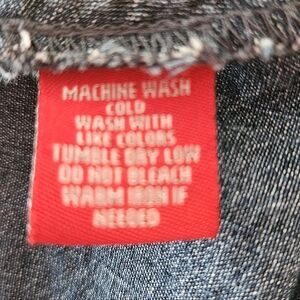 MACHINE WASH
COLD
WASH WITH
LIKE COLORS
TUMBLE DRY LOW
DO NOT BLEACH
WARM IRON IF
NEEDED